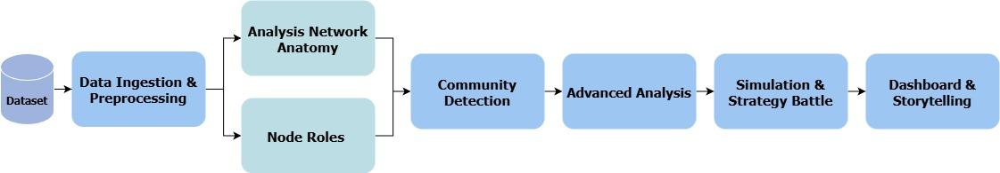 Dataset
Data Ingestion &
Preprocessing
Analysis Network
Anatomy
Node Roles
Community
Detection
Advanced Analysis
Simulation &
Strategy Battle
Dashboard &
Storytelling